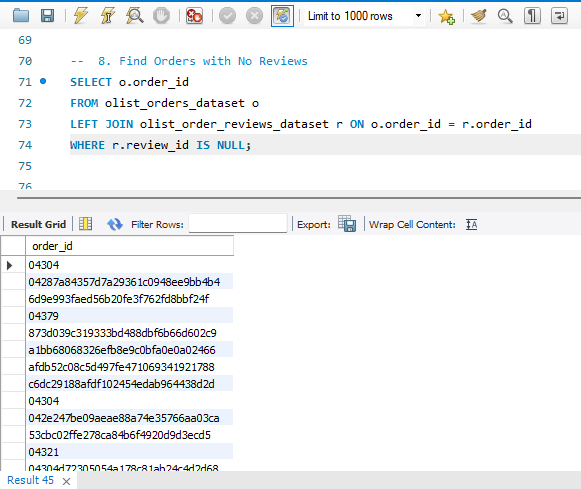 Limit to 1000 rows
69
70 -- 8. Find Orders with No Reviews
71 SELECT o.order_id
72 FROM olist_orders_dataset o
73 LEFT JOIN olist_order_reviews_dataset r ON o.order_id = r.order_id
74 WHERE r.review_id IS NULL;
75
76
Result Grid Filter Rows: Export: Wrap Cell Content:
order_id
04304
04287a84357d7a29361c0948ee9bb4b4
6d9e993faed56b20fe3f762fd8bbf24f
04379
873d039c319333bd488dbf6b66d602c9
a1bb68068326efb8e9c0bfa0e0a02466
afdb52c08c5d497fe471069341921788
c6dc29188afdf102454edab964438d2d
04304
042e247be09aeae88a74e35766aa03ca
53cbc02ffe278ca84b6f4920d9d3ecd5
04321
04304d72305054a178c81ab24c4d2d68
Result 45